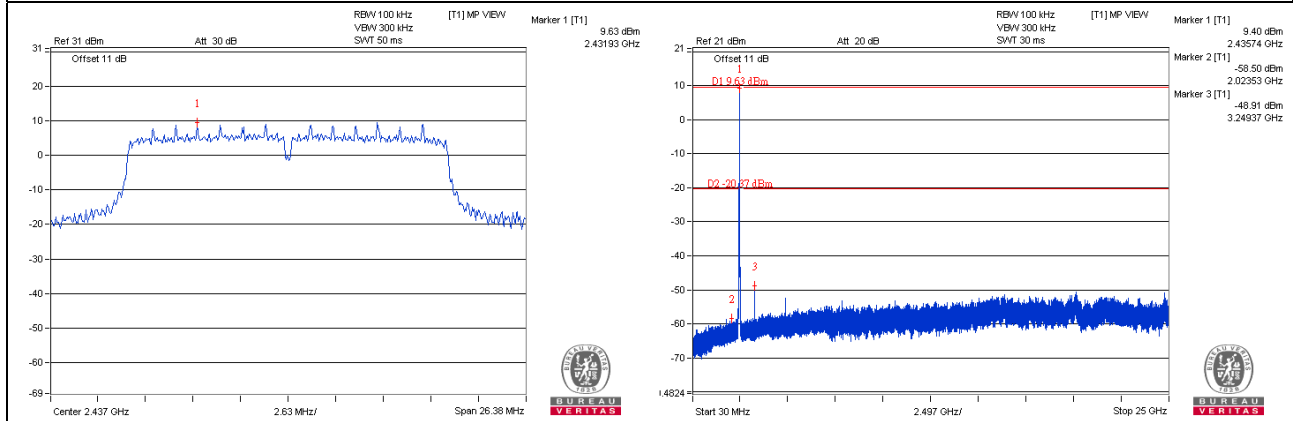 RBW 100 kHz [T1] MP VIEW
VBW 300 kHz
SWT 50 ms
Ref 31 dBm Att 30 dB
Marker 1 [T1]
9.63 dBm
2.43193 GHz
Offset 11 dB
31
20
10
0
-10
-20
-30
-40
-50
-60
-69
1
Center 2.437 GHz 2.63 MHz/ Span 26.38 MHz
BUREAU VERITAS
1828
BUREAU
VERITAS
RBW 100 kHz [T1] MP VIEW
VBW 300 kHz
SWT 30 ms
Ref 21 dBm Att 20 dB
Marker 1 [T1]
9.40 dBm
2.43574 GHz
Marker 2 [T1]
-58.50 dBm
2.02353 GHz
Marker 3 [T1]
-48.91 dBm
3.24937 GHz
Offset 11 dB
21
10
0
-10
-20
-30
-40
-50
-60
-70
.4824
1
D1 9.63 dBm
D2 -20.37 dBm
3
2
Start 30 MHz 2.497 GHz/ Stop 25 GHz
BUREAU VERITAS
1828
BUREAU
VERITAS